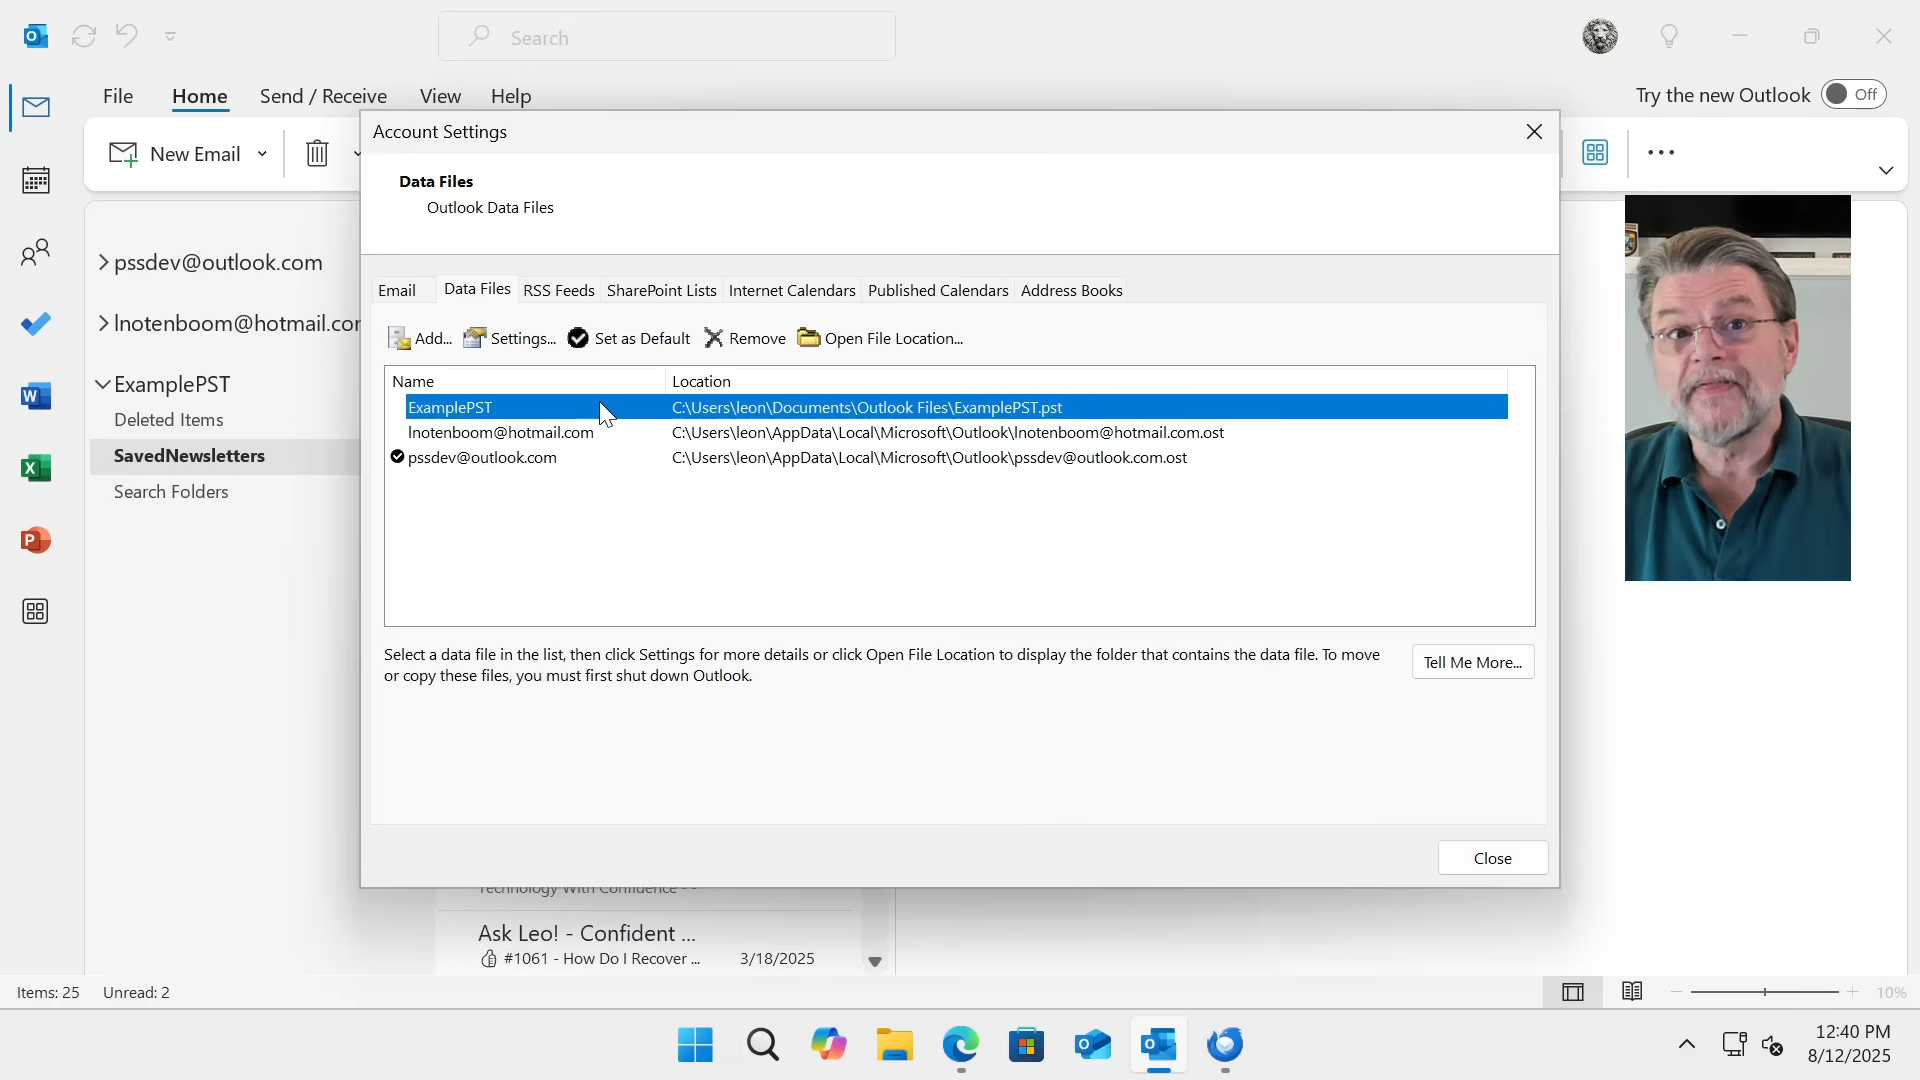 Search
File
Home
Send / Receive
View
Help
Try the new Outlook
Off
New Email
Account Settings
Data Files
Outlook Data Files
pssdev@outlook.com
lnotenboom@hotmail.cor
ExamplePST
Deleted Items
SavedNewsletters
Search Folders
Email
Data Files
RSS Feeds
SharePoint Lists
Internet Calendars
Published Calendars
Address Books
Add...
Settings...
Set as Default
Remove
Open File Location...
Name
Location
ExamplePST
C:\Users\leon\Documents\Outlook Files\ExamplePST.pst
lnotenboom@hotmail.com
C:\Users\leon\AppData\Local\Microsoft\Outlook\lnotenboom@hotmail.com.ost
pssdev@outlook.com
C:\Users\leon\AppData\Local\Microsoft\Outlook\pssdev@outlook.com.ost
Select a data file in the list, then click Settings for more details or click Open File Location to display the folder that contains the data file. To move
or copy these files, you must first shut down Outlook.
Tell Me More...
Close
Technology With Confidence --
Ask Leo! - Confident ...
#1061 - How Do I Recover ...
3/18/2025
Items: 25
Unread: 2
10%
12:40 PM
8/12/2025